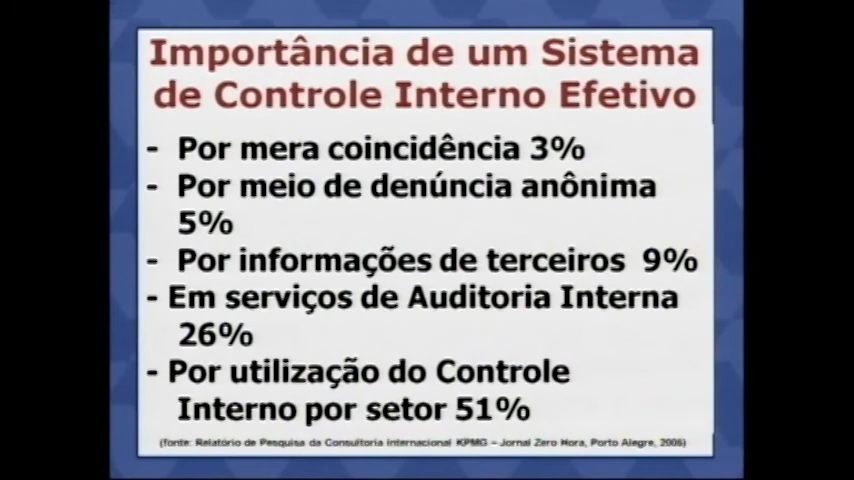 Importância de um Sistema
de Controle Interno Efetivo
- Por mera coincidência 3%
- Por meio de denúncia anônima
5%
- Por informações de terceiros 9%
- Em serviços de Auditoria Interna
26%
- Por utilização do Controle
Interno por setor 51%
(fonte: Relatório de Pesquisa da Consultoria Internacional KPMG – Jornal Zero Hora, Porto Alegre, 2005)